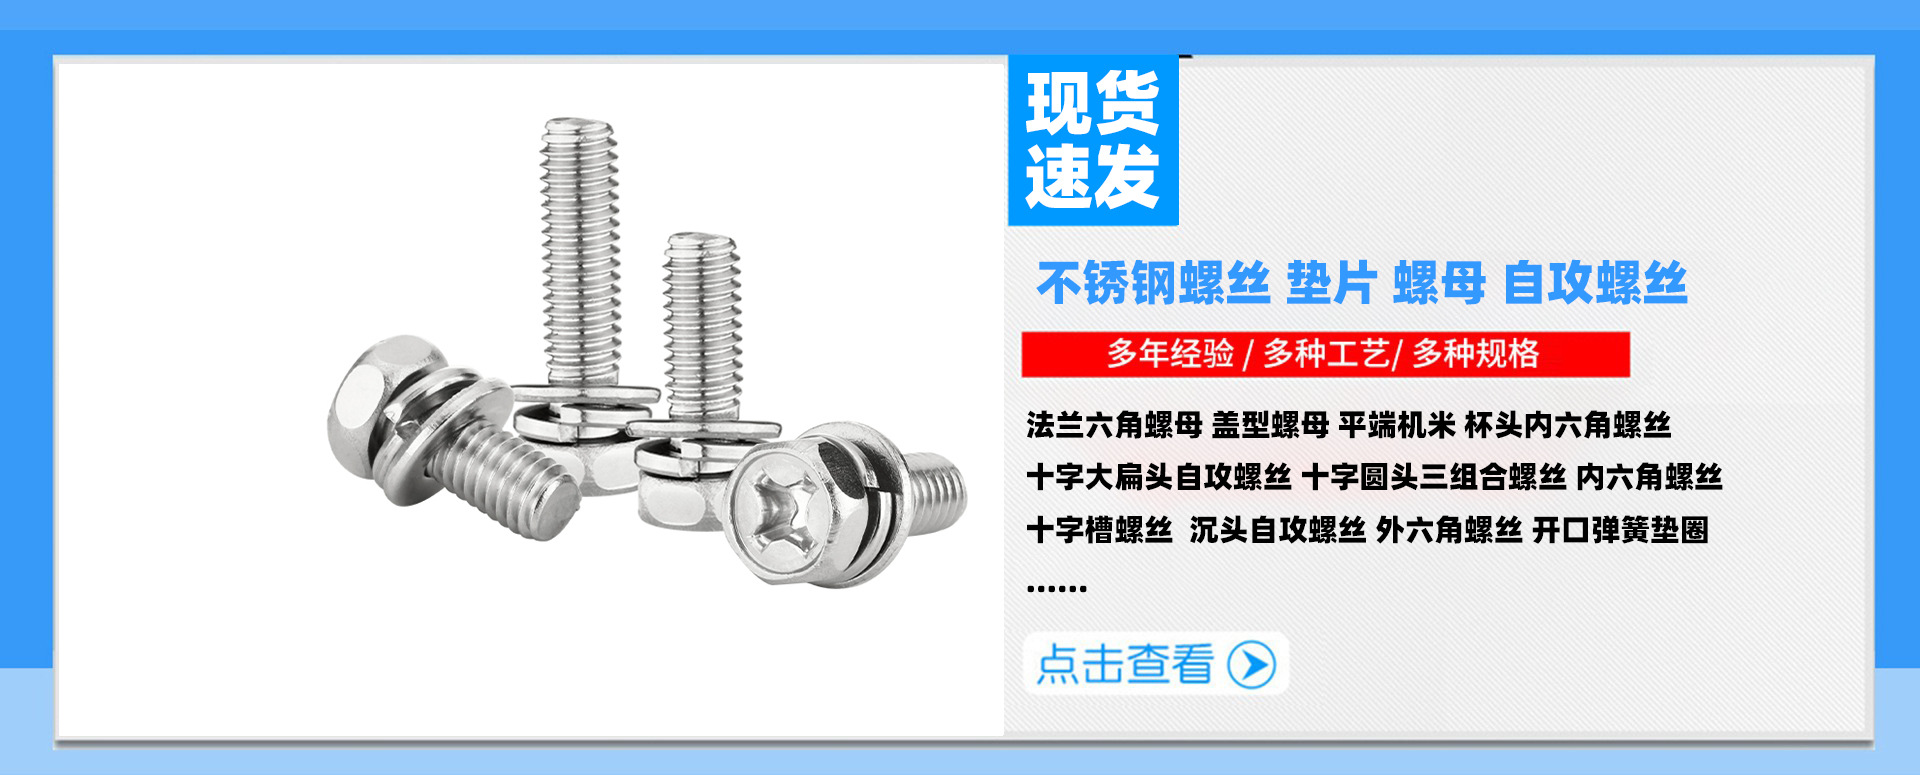 现货
速发
不锈钢螺丝 垫片 螺母 自攻螺丝
多年经验 / 多种工艺/ 多种规格
法兰六角螺母 盖型螺母 平端机米 杯头内六角螺丝
十字大扁头自攻螺丝 十字圆头三组合螺丝 内六角螺丝
十字槽螺丝 沉头自攻螺丝 外六角螺丝 开口弹簧垫圈
......
点击查看